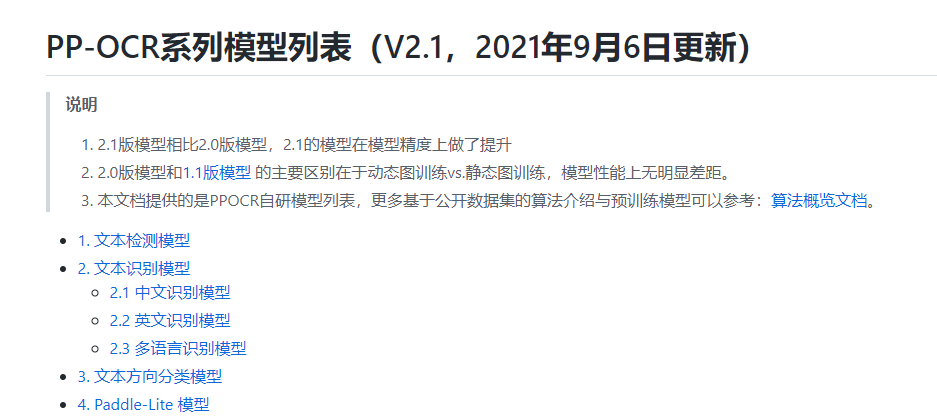 PP-OCR系列模型列表（V2.1，2021年9月6日更新）
说明
1. 2.1版模型相比2.0版模型，2.1的模型在模型精度上做了提升
2. 2.0版模型和1.1版模型 的主要区别在于动态图训练vs.静态图训练，模型性能上无明显差距。
3. 本文档提供的是PPOCR自研模型列表，更多基于公开数据集的算法介绍与预训练模型可以参考：算法概览文档。
1. 文本检测模型
2. 文本识别模型
2.1 中文识别模型
2.2 英文识别模型
2.3 多语言识别模型
3. 文本方向分类模型
4. Paddle-Lite 模型